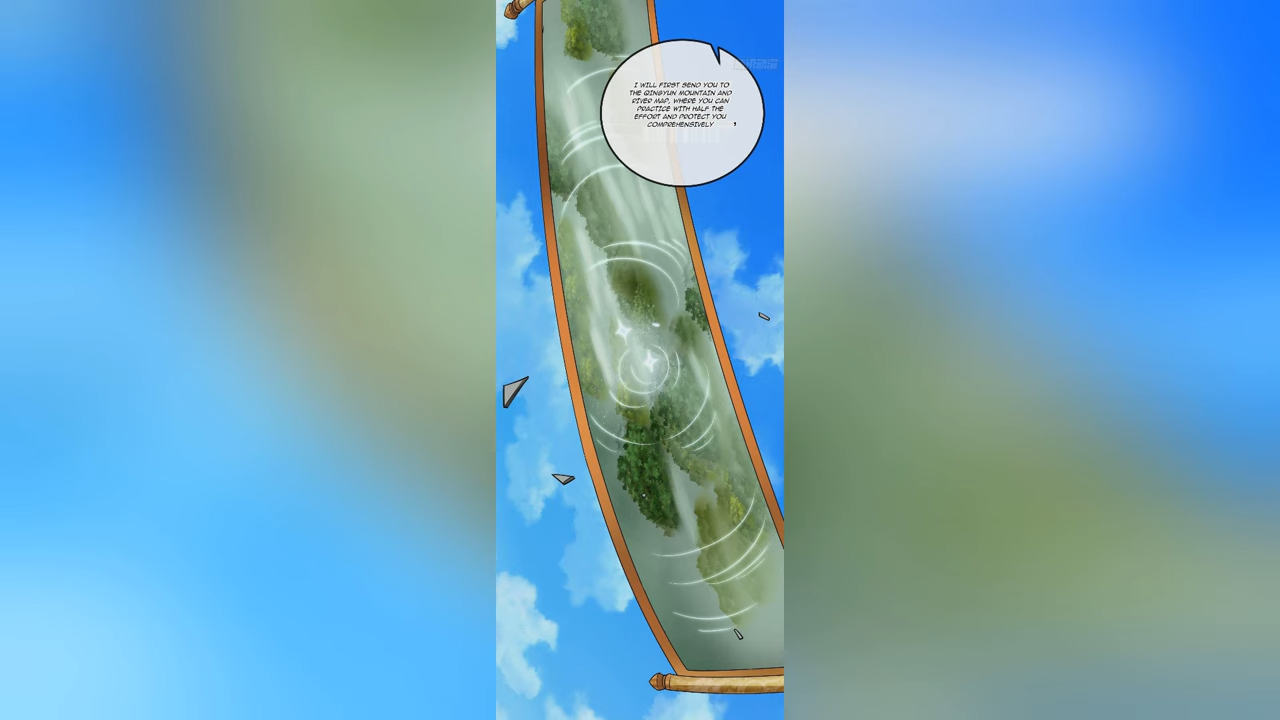 I WILL FIRST SEND YOU TO
THE QINGYUN MOUNTAIN AND
RIVER MAP, WHERE YOU CAN
PRACTICE WITH HALF THE
EFFORT AND PROTECT YOU
COMPREHENSIVELY ,